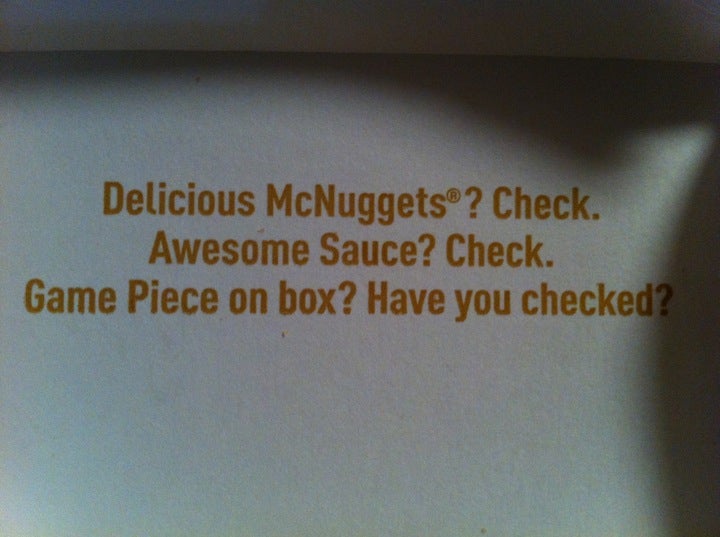 Delicious McNuggets®? Check.
Awesome Sauce? Check.
Game Piece on box? Have you checked?